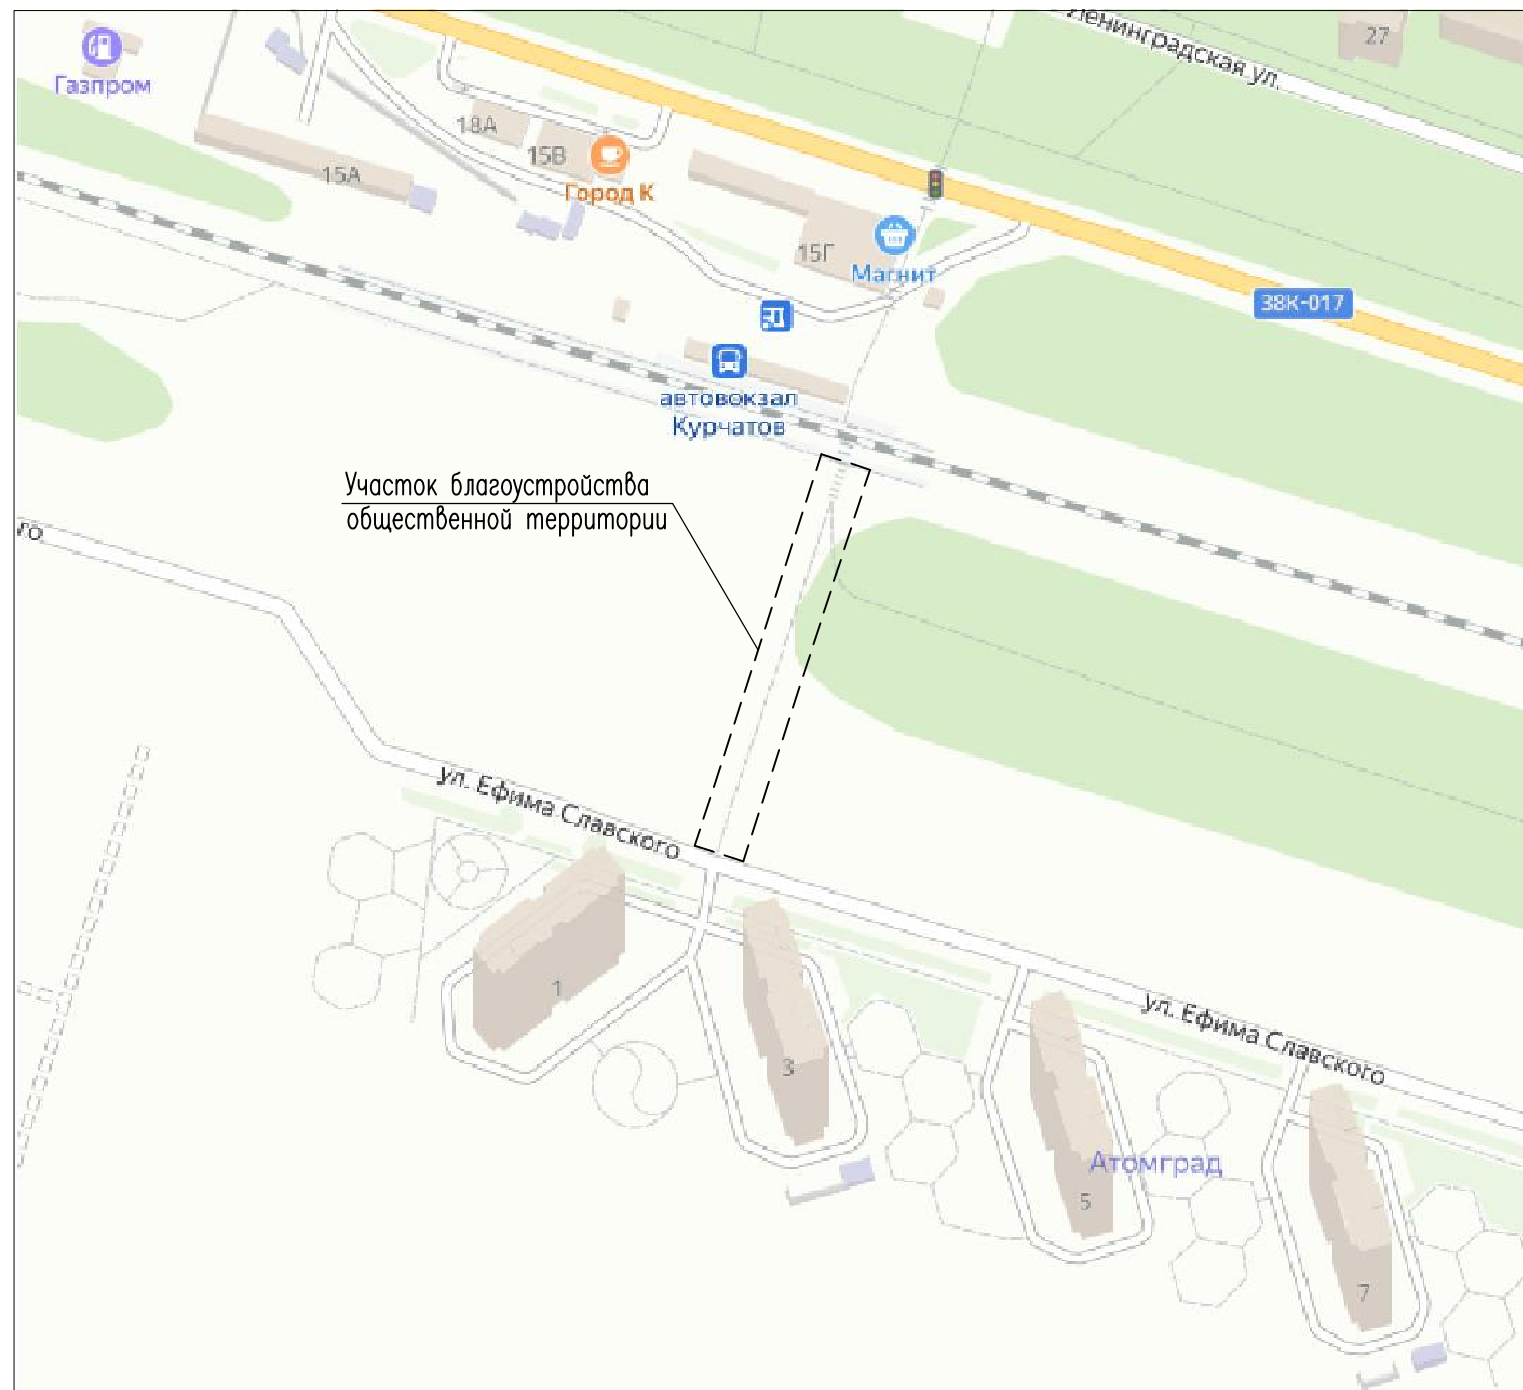 Ленинградская ул.
27
Газпром
18А
15В
Город К
15А
15Г
Магнит
38К-017
автовокзал
Курчатов
Участок благоустройства
общественной территории
го
ул. Ефима Славского
1
3
ул. Ефима Славского
Атомград
5
7